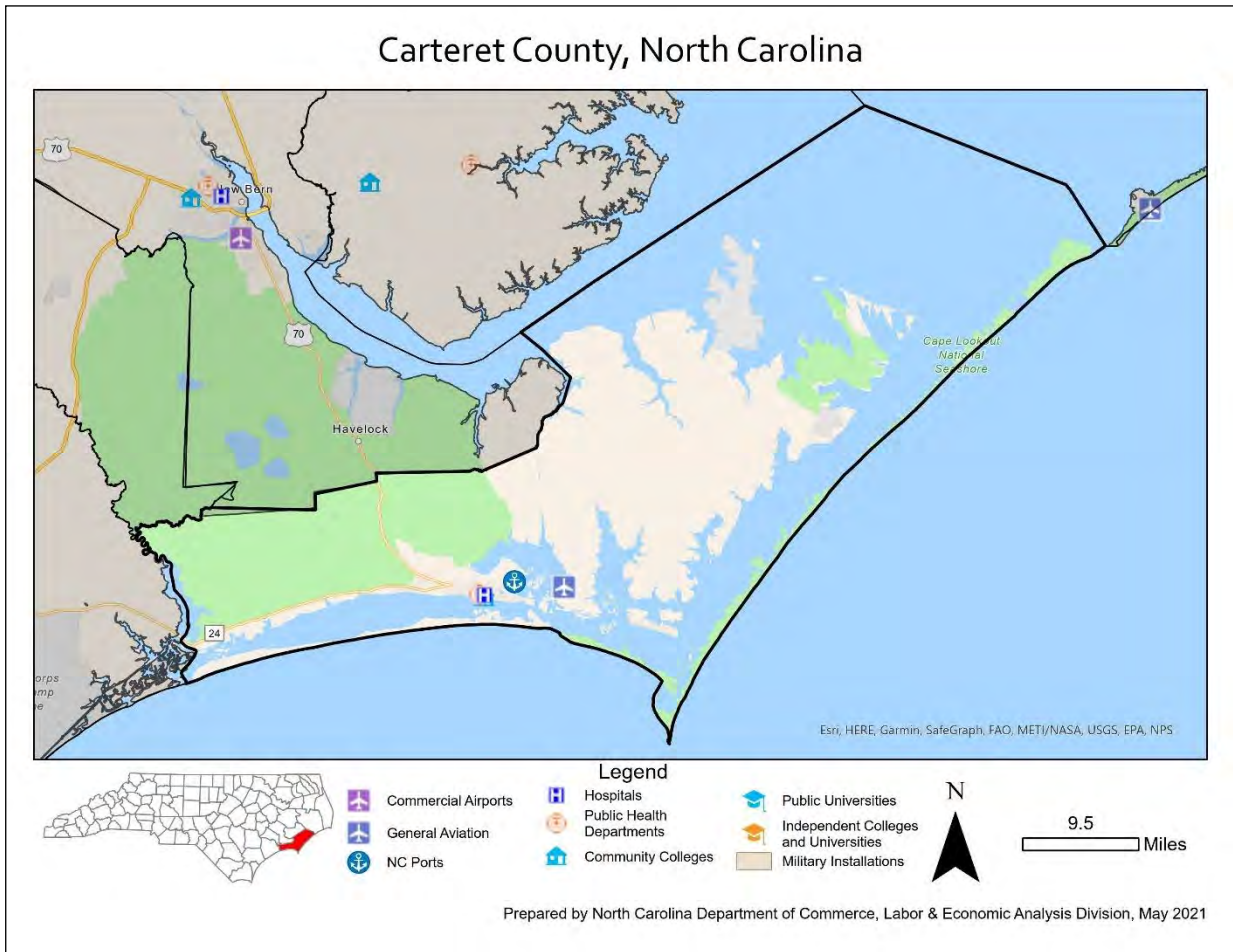 Carteret County, North Carolina
70
Bern
70
Havelock
Cape Lookout
National
Seashore
24
Esri, HERE, Garmin, SafeGraph, FAO, METI/NASA, USGS, EPA, NPS
Legend
Commercial Airports
General Aviation
NC Ports
H Hospitals
Public Health
Departments
Community Colleges
Public Universities
Independent Colleges
and Universities
Military Installations
N
9.5
Miles
Prepared by North Carolina Department of Commerce, Labor & Economic Analysis Division, May 2021